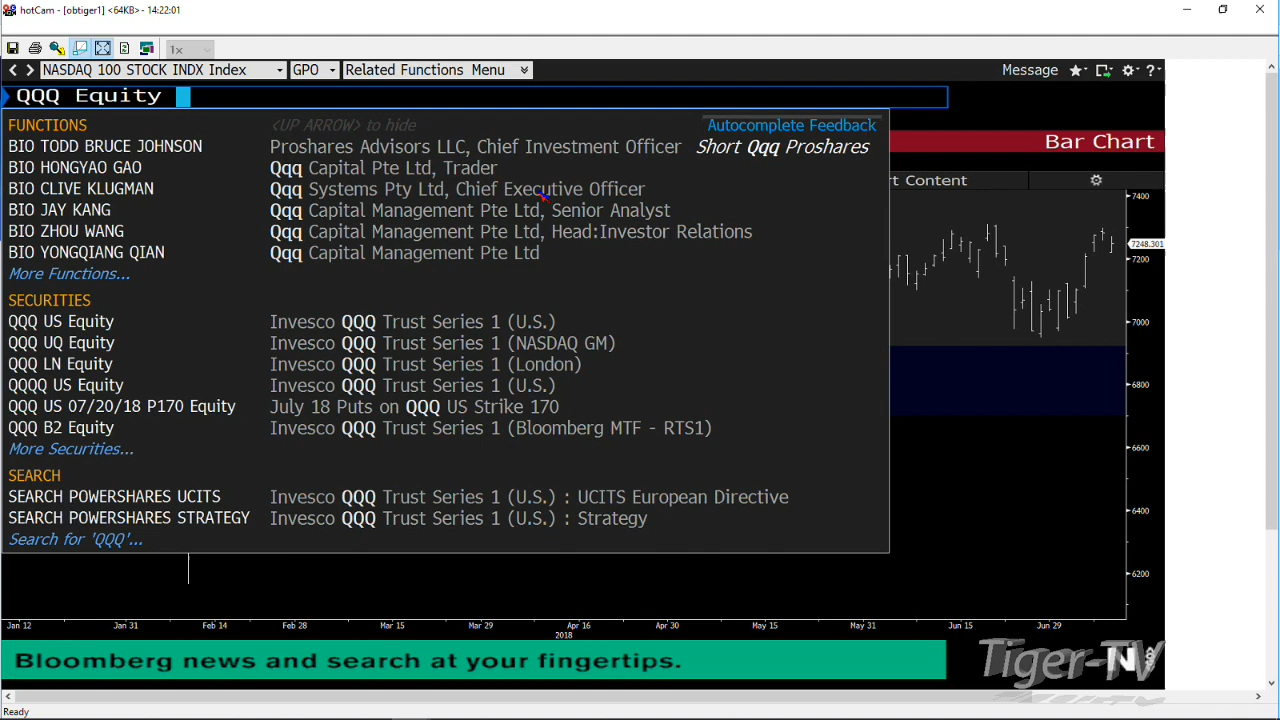 hotCam - [obtiger1] <64KB> - 14:22:01
1x
NASDAQ 100 STOCK INDX Index GPO Related Functions Menu Message ?
QQQ Equity
FUNCTIONS <UP ARROW> to hide Autocomplete Feedback
BIO TODD BRUCE JOHNSON Proshares Advisors LLC, Chief Investment Officer Short Qqq Proshares
Bar Chart
BIO HONGYAO GAO Qqq Capital Pte Ltd, Trader
rt Content
BIO CLIVE KLUGMAN Qqq Systems Pty Ltd, Chief Executive Officer
BIO JAY KANG Qqq Capital Management Pte Ltd, Senior Analyst
BIO ZHOU WANG Qqq Capital Management Pte Ltd, Head:Investor Relations
BIO YONGQIANG QIAN Qqq Capital Management Pte Ltd
More Functions...
SECURITIES
QQQ US Equity Invesco QQQ Trust Series 1 (U.S.)
QQQ UQ Equity Invesco QQQ Trust Series 1 (NASDAQ GM)
QQQ LN Equity Invesco QQQ Trust Series 1 (London)
QQQQ US Equity Invesco QQQ Trust Series 1 (U.S.)
QQQ US 07/20/18 P170 Equity July 18 Puts on QQQ US Strike 170
QQQ B2 Equity Invesco QQQ Trust Series 1 (Bloomberg MTF - RTS1)
More Securities...
SEARCH
SEARCH POWERSHARES UCITS Invesco QQQ Trust Series 1 (U.S.) : UCITS European Directive
SEARCH POWERSHARES STRATEGY Invesco QQQ Trust Series 1 (U.S.) : Strategy
Search for 'QQQ'...
7400
7248.301
7200
7000
6800
6600
6400
6200
Jan 12 Jan 31 Feb 14 Feb 28 Mar 15 Mar 29 Apr 16 Apr 30 May 15 May 31 Jun 15 Jun 29
2018
Bloomberg news and search at your fingertips.
Tiger-TV
Ready